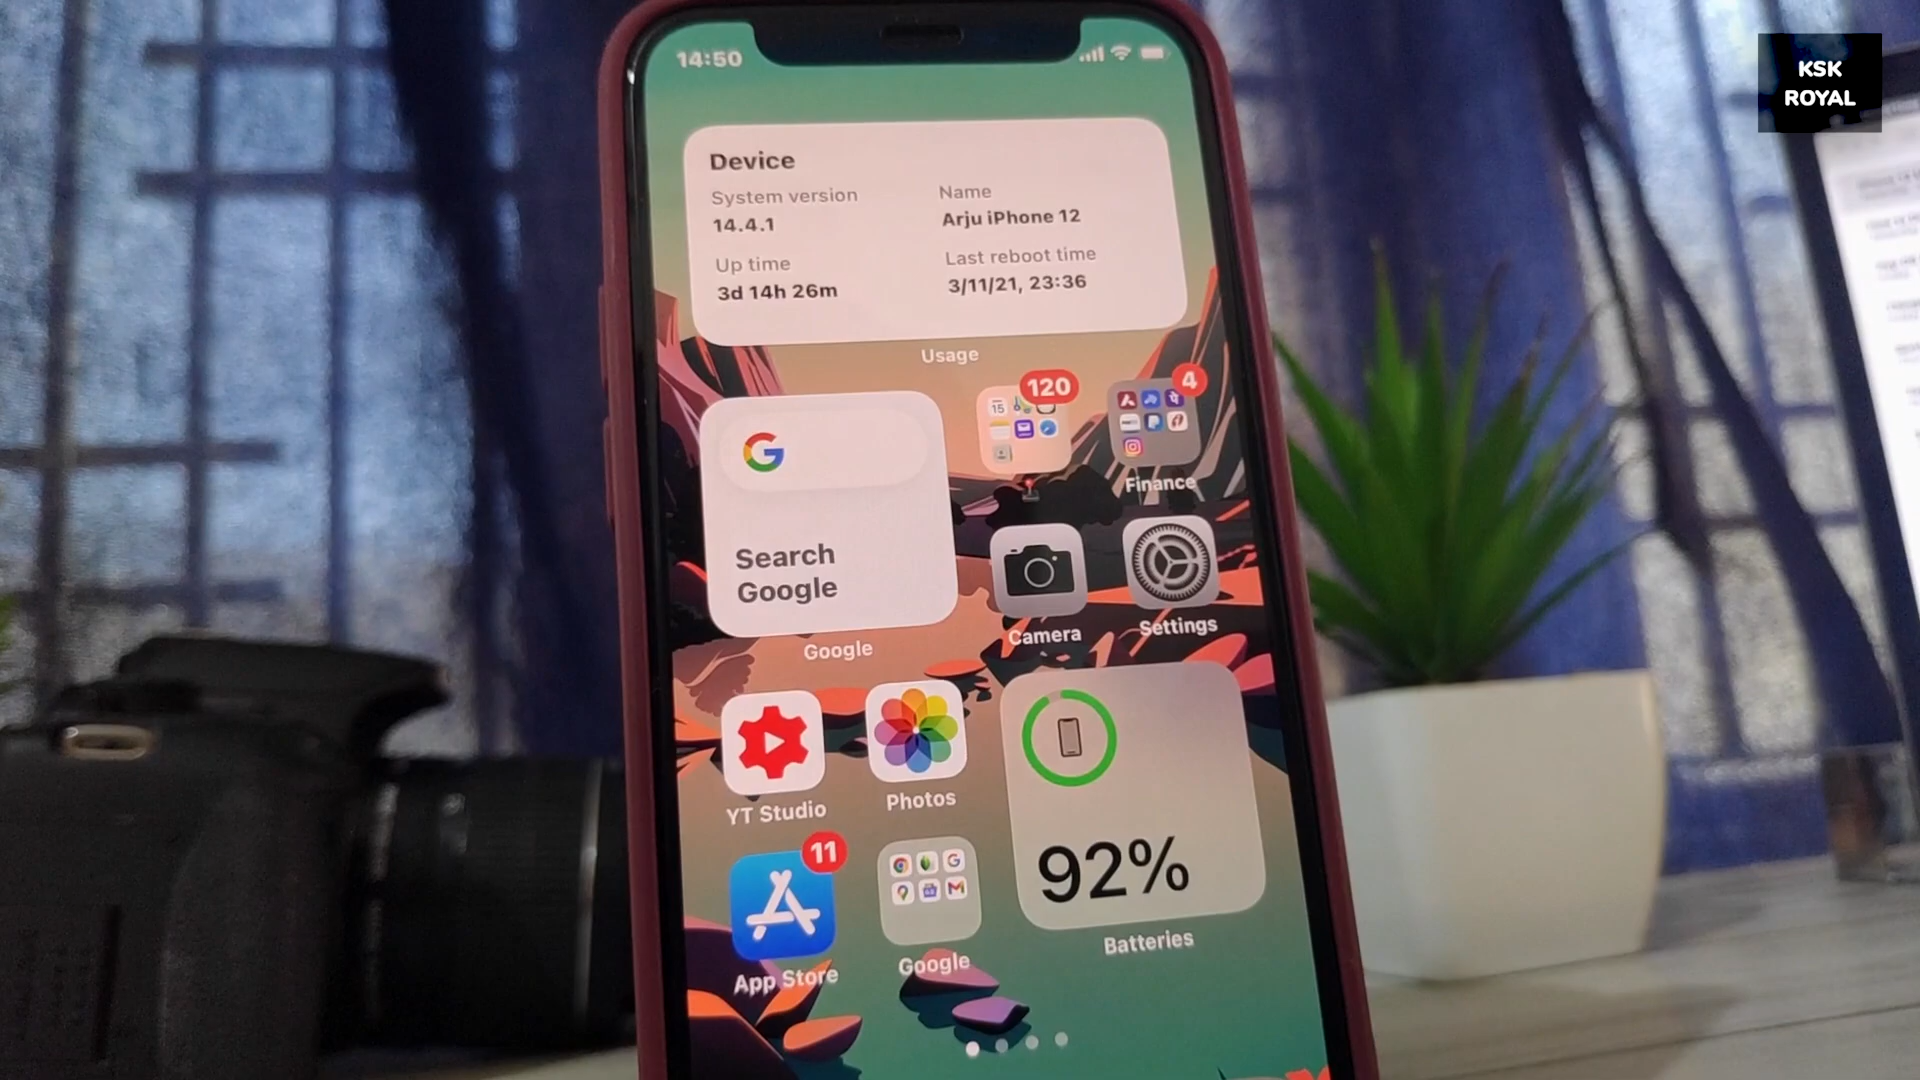 KSK
ROYAL
14:50
Device
System version
14.4.1
Name
Arju iPhone 12
Up time
3d 14h 26m
Last reboot time
3/11/21, 23:36
Usage
120
4
15
Finance
Search
Google
Google
Camera
Settings
YT Studio
Photos
92%
Batteries
11
App Store
Google